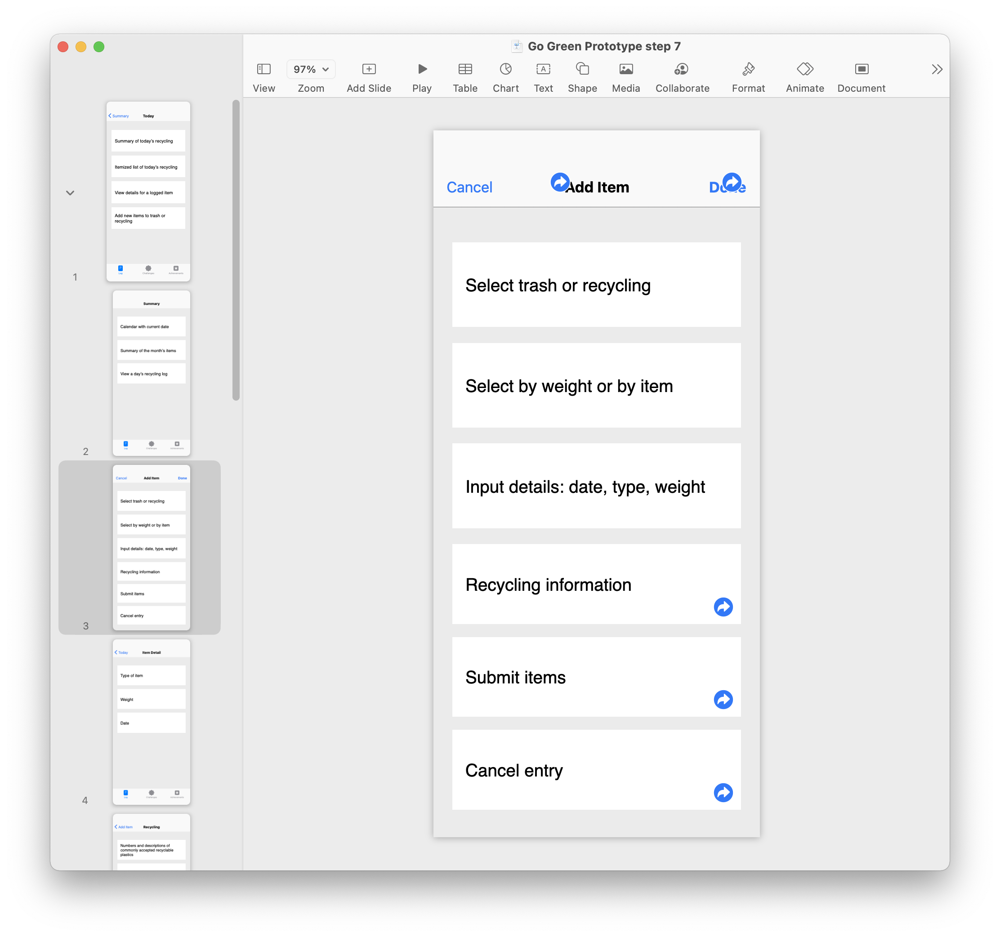 Go Green Prototype step 7
97%
View
Zoom
Add Slide
Play
Table
Chart
Text
Shape
Media
Collaborate
Format
Animate
Document
Summary
Today
Summary of today's recycling
Itemized list of today's recycling
View details for a logged item
Add new items to trash or
recycling
Log
Challenges
Achievements
1
Summary
Calendar with current date
Summary of the month's items
View a day's recycling log
Log
Challenges
Achievements
2
Cancel
Add Item
Done
Select trash or recycling
Select by weight or by item
Input details: date, type, weight
Recycling information
Submit items
Cancel entry
3
Today
Item Detail
Type of item
Weight
Date
Log
Challenges
Achievements
4
Add Item
Recycling
Numbers and descriptions of
commonly accepted recyclable
plastics
Cancel
Add Item
Done
Select trash or recycling
Select by weight or by item
Input details: date, type, weight
Recycling information
Submit items
Cancel entry